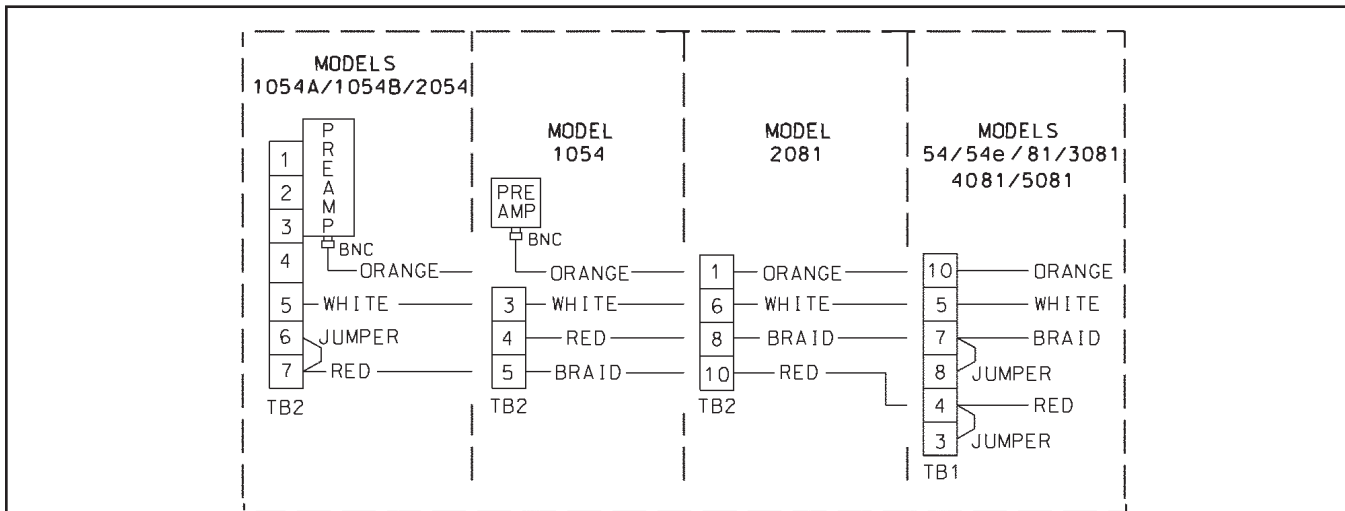 MODELS
1054A/1054B/2054
PREAMP
1
2
3
4
5
6
7
BNC
ORANGE
WHITE
JUMPER
RED
TB2
MODEL
1054
PRE
AMP
BNC
ORANGE
3 WHITE
4 RED
5 BRAID
TB2
MODEL
2081
1 ORANGE
6 WHITE
8 BRAID
10 RED
TB2
MODELS
54/54e/81/3081
4081/5081
10 ORANGE
5 WHITE
7 BRAID
8 JUMPER
4 RED
3 JUMPER
TB1